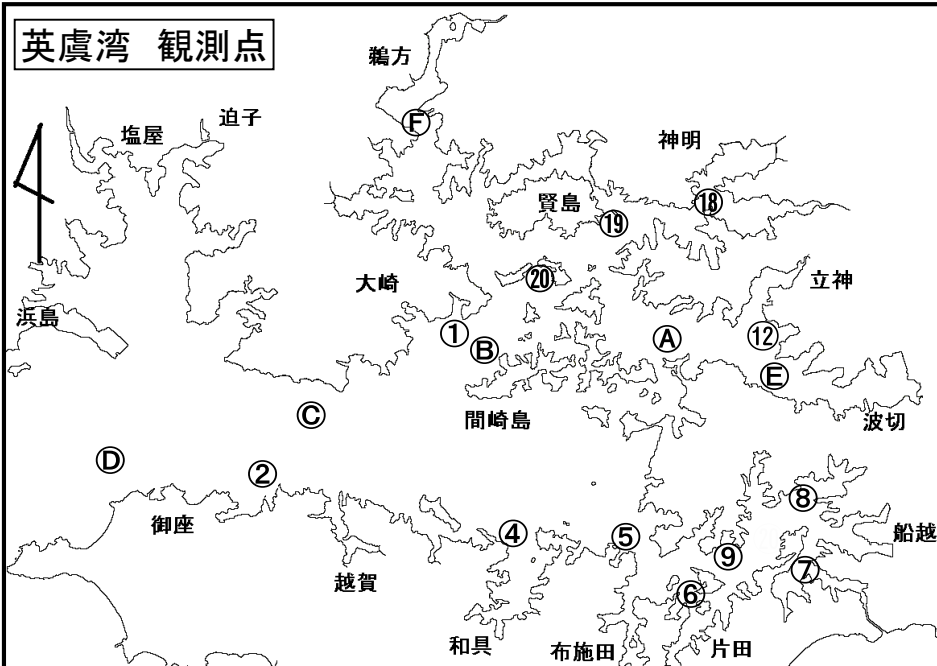 英虞湾 観測点
鵜方
Ⓕ
迫子
塩屋
神明
賢島
⑱
⑲
大崎
⑳
立神
浜島
①
Ⓑ
Ⓐ
⑫
Ⓔ
間崎島
波切
Ⓒ
Ⓓ
②
御座
⑧
④
⑤
船越
⑨
⑦
越賀
⑥
和具
布施田
片田